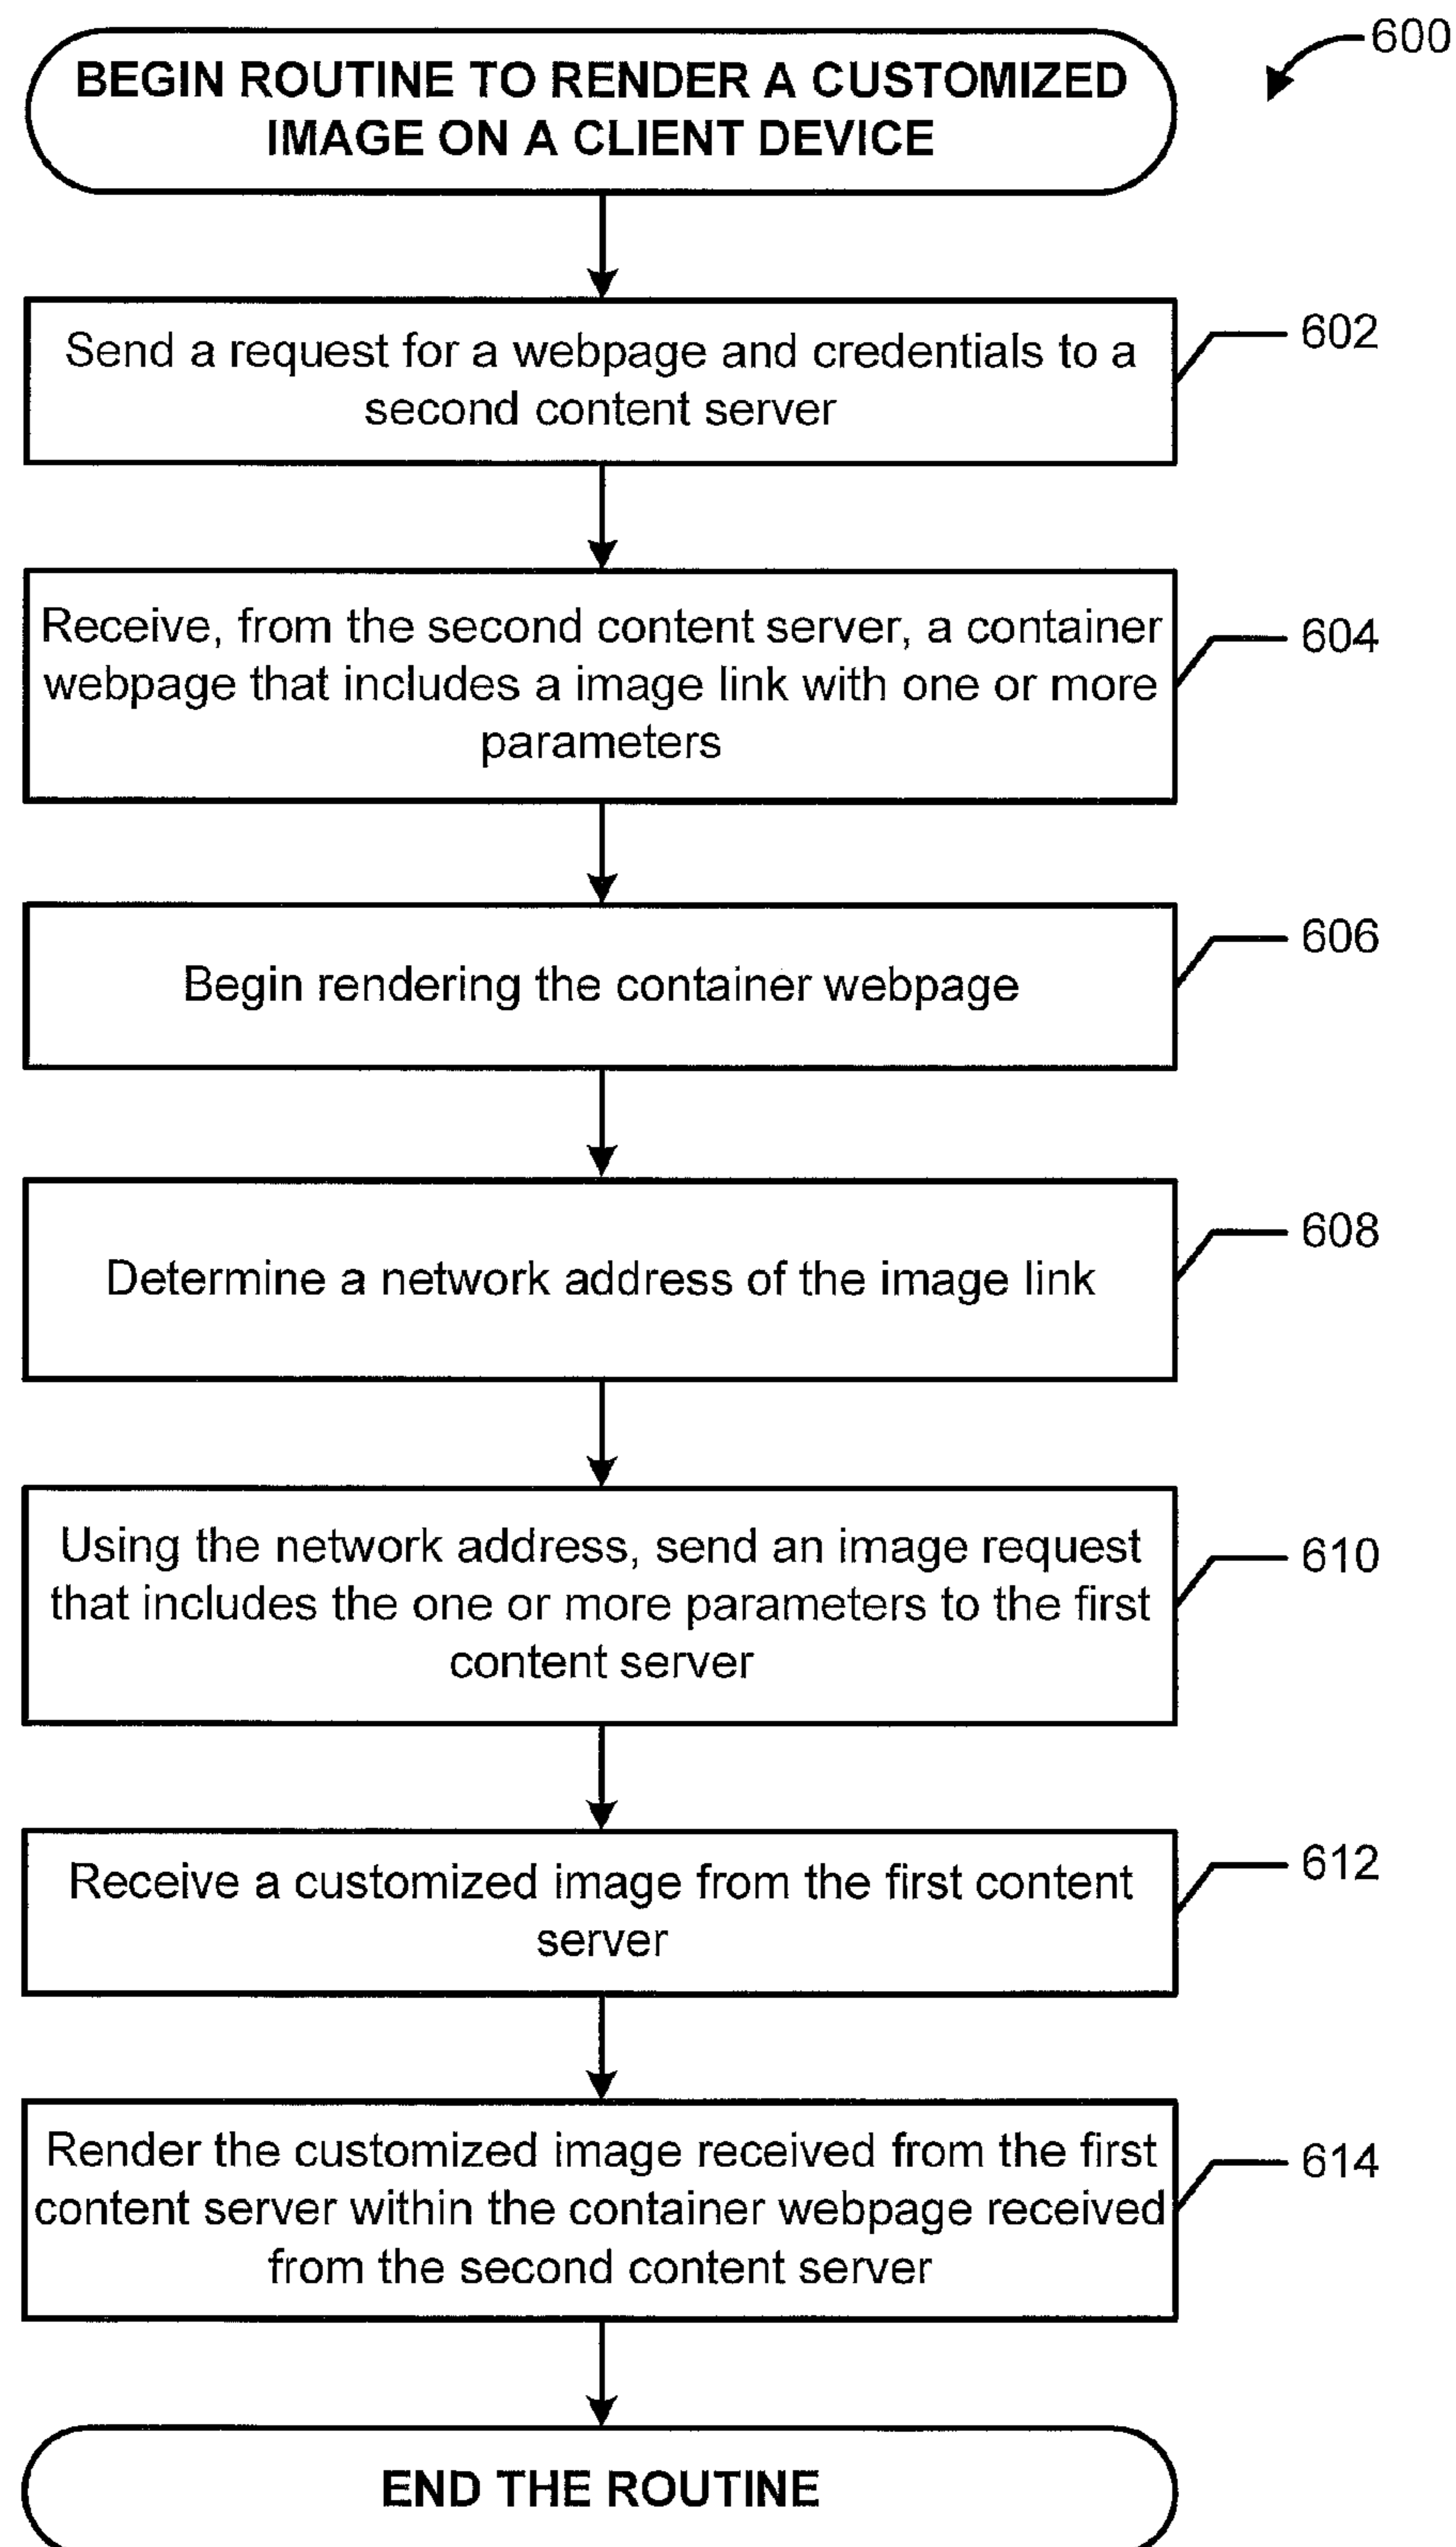 600
BEGIN ROUTINE TO RENDER A CUSTOMIZED
IMAGE ON A CLIENT DEVICE
Send a request for a webpage and credentials to a
second content server
602
Receive, from the second content server, a container
webpage that includes a image link with one or more
parameters
604
Begin rendering the container webpage
606
Determine a network address of the image link
608
Using the network address, send an image request
that includes the one or more parameters to the first
content server
610
Receive a customized image from the first content
server
612
Render the customized image received from the first
content server within the container webpage received
from the second content server
614
END THE ROUTINE